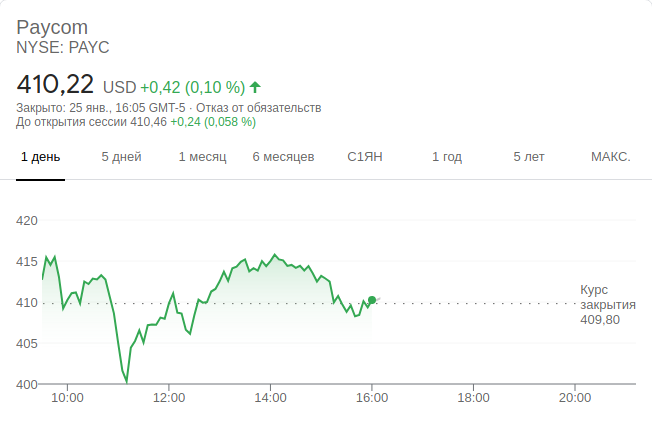 Paycom
NYSE: PAYC
410,22 USD +0,42 (0,10 %)
Закрыто: 25 янв., 16:05 GMT-5 · Отказ от обязательств
До открытия сессии 410,46 +0,24 (0,058 %)
1 день 5 дней 1 месяц 6 месяцев С1ЯН 1 год 5 лет МАКС.
420
415
410
405
400
Курс
закрытия
409,80
10:00 12:00 14:00 16:00 18:00 20:00